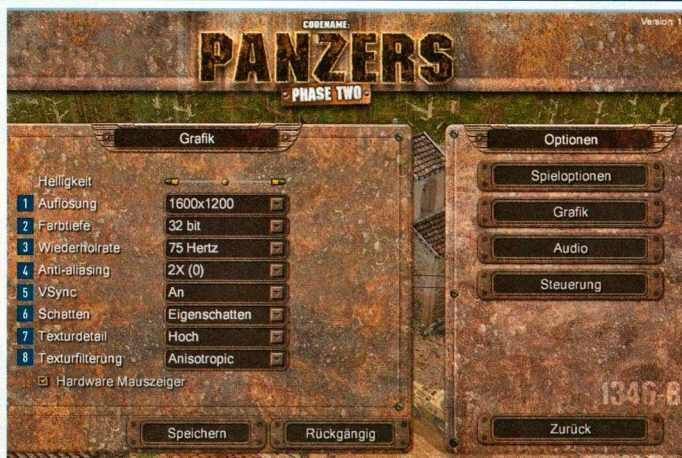 CODENAME:
PANZERS
PHASE TWO
Version: 1
Grafik
Helligkeit
1 Auflösung 1600x1200
2 Farbtiefe 32 bit
3 Wiederholrate 75 Hertz
4 Anti-aliasing 2X (0)
5 VSync An
6 Schatten Eigenschatten
7 Texturdetail Hoch
8 Texturfilterung Anisotropic
Hardware Mauszeiger
Speichern Rückgängig
Optionen
Spieloptionen
Grafik
Audio
Steuerung
1346-B
Zurück